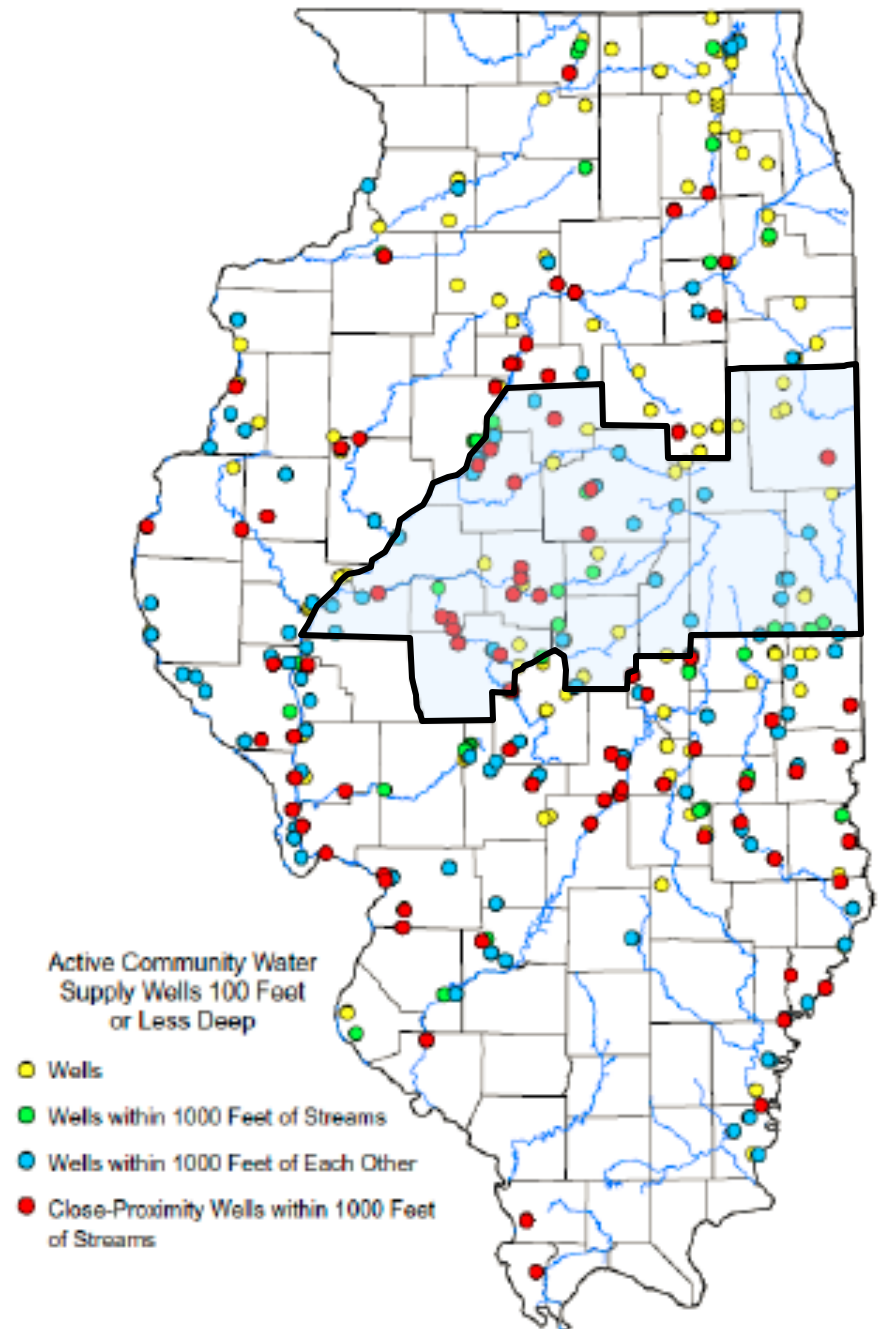 Active Community Water
Supply Wells 100 Feet
or Less Deep
Wells
Wells within 1000 Feet of Streams
Wells within 1000 Feet of Each Other
Close-Proximity Wells within 1000 Feet
of Streams